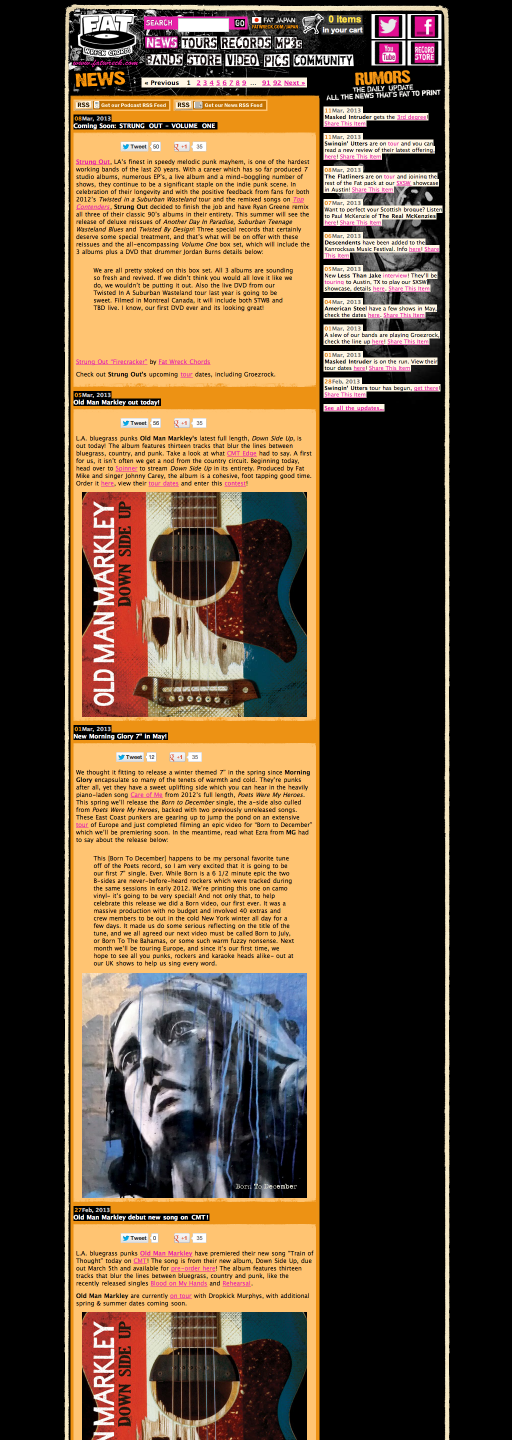 FAT
WRECK CHORDS
www.fatwreck.com
SEARCH GO
FAT JAPAN
FATWRECK.COM/JAPAN
0 items
in your cart
NEWS TOURS RECORDS MP3s
BANDS STORE VIDEO PICS COMMUNITY
You Tube
RECORD STORE
NEWS
« Previous 1 2 3 4 5 6 7 8 9 ... 91 92 Next »
RUMORS
THE DAILY UPDATE
ALL THE NEWS THAT'S FAT TO PRINT
RSS Get our Podcast RSS Feed RSS Get our News RSS Feed
08Mar, 2013
Coming Soon: STRUNG OUT - VOLUME ONE
Tweet 50 +1 35
Strung Out, LA's finest in speedy melodic punk mayhem, is one of the hardest
working bands of the last 20 years. With a career which has so far produced 7
studio albums, numerous EP's, a live album and a mind-boggling number of
shows, they continue to be a significant staple on the indie punk scene. In
celebration of their longevity and with the positive feedback from fans for both
2012's Twisted in a Suburban Wasteland tour and the remixed songs on Top
Contenders, Strung Out decided to finish the job and have Ryan Greene remix
all three of their classic 90's albums in their entirety. This summer will see the
release of deluxe reissues of Another Day in Paradise, Suburban Teenage
Wasteland Blues and Twisted By Design! Three special records that certainly
deserve some special treatment, and that's what will be on offer with these
reissues and the all-encompassing Volume One box set, which will include the
3 albums plus a DVD that drummer Jordan Burns details below:
We are all pretty stoked on this box set. All 3 albums are sounding
so fresh and revived. If we didn't think you would all love it like we
do, we wouldn't be putting it out. Also the live DVD from our
Twisted In A Suburban Wasteland tour last year is going to be
sweet. Filmed in Montreal Canada, it will include both STWB and
TBD live. I know, our first DVD ever and its looking great!
Strung Out "Firecracker" by Fat Wreck Chords
Check out Strung Out's upcoming tour dates, including Groezrock.
05Mar, 2013
Old Man Markley out today!
Tweet 56 +1 35
L.A. bluegrass punks Old Man Markley's latest full length, Down Side Up, is
out today! The album features thirteen tracks that blur the lines between
bluegrass, country, and punk. Take a look at what CMT Edge had to say. A first
for us, it isn't often we get a nod from the country circuit. Beginning today,
head over to Spinner to stream Down Side Up in its entirety. Produced by Fat
Mike and singer Johnny Carey, the album is a cohesive, foot tapping good time.
Order it here, view their tour dates and enter this contest!
OLD MAN MARKLEY
DOWN SIDE UP
01Mar, 2013
New Morning Glory 7" in May!
Tweet 12 +1 35
We thought it fitting to release a winter themed 7" in the spring since Morning
Glory encapsulate so many of the tenets of warmth and cold. They're punks
after all, yet they have a sweet uplifting side which you can hear in the heavily
piano-laden song Care of Me from 2012's full length, Poets Were My Heroes.
This spring we'll release the Born to December single, the a-side also culled
from Poets Were My Heroes, backed with two previously unreleased songs.
These East Coast punkers are gearing up to jump the pond on an extensive
tour of Europe and just completed filming an epic video for "Born to December"
which we'll be premiering soon. In the meantime, read what Ezra from MG had
to say about the release below:
This [Born To December] happens to be my personal favorite tune
off of the Poets record, so I am very excited that it is going to be
our first 7" single. Ever. While Born is a 6 1/2 minute epic the two
B-sides are never-before-heard rockers which were tracked during
the same sessions in early 2012. We're printing this one on camo
vinyl- it's going to be very special! And not only that, to help
celebrate this release we did a Born video, our first ever. It was a
massive production with no budget and involved 40 extras and
crew members to be out in the cold New York winter all day for a
few days. It made us do some serious reflecting on the title of the
tune, and we all agreed our next video must be called Born to July,
or Born To The Bahamas, or some such warm fuzzy nonsense. Next
month we'll be touring Europe, and since it's our first time, we
hope to see all you punks, rockers and karaoke heads alike- out at
our UK shows to help us sing every word.
Born To December
27Feb, 2013
Old Man Markley debut new song on CMT!
Tweet 0 +1 35
L.A. bluegrass punks Old Man Markley have premiered their new song "Train of
Thought" today on CMT! The song is from their new album, Down Side Up, due
out March 5th and available for pre-order here! The album features thirteen
tracks that blur the lines between bluegrass, country and punk, like the
recently released singles Blood on My Hands and Rehearsal.
Old Man Markley are currently on tour with Dropkick Murphys, with additional
spring & summer dates coming soon.
MARKLEY
DOWN SIDE UP
11Mar, 2013
Masked Intruder gets the 3rd degree!
Share This Item
11Mar, 2013
Swingin' Utters are on tour and you can
read a new review of their latest offering,
here! Share This Item
08Mar, 2013
The Flatliners are on tour and joining the
rest of the Fat pack at our SXSW showcase
in Austin! Share This Item
07Mar, 2013
Want to perfect your Scottish brogue? Listen
to Paul McKenzie of The Real McKenzies
here! Share This Item
06Mar, 2013
Descendents have been added to the
Kanrocksas Music Festival. Info here! Share
This Item
05Mar, 2013
New Less Than Jake interview! They'll be
touring to Austin, TX to play our SXSW
showcase, details here. Share This Item
04Mar, 2013
American Steel have a few shows in May,
check the dates here. Share This Item
01Mar, 2013
A slew of our bands are playing Groezrock,
check the line up here! Share This Item
01Mar, 2013
Masked Intruder is on the run. View their
tour dates here! Share This Item
28Feb, 2013
Swingin' Utters tour has begun, get there!
Share This Item
See all the updates...